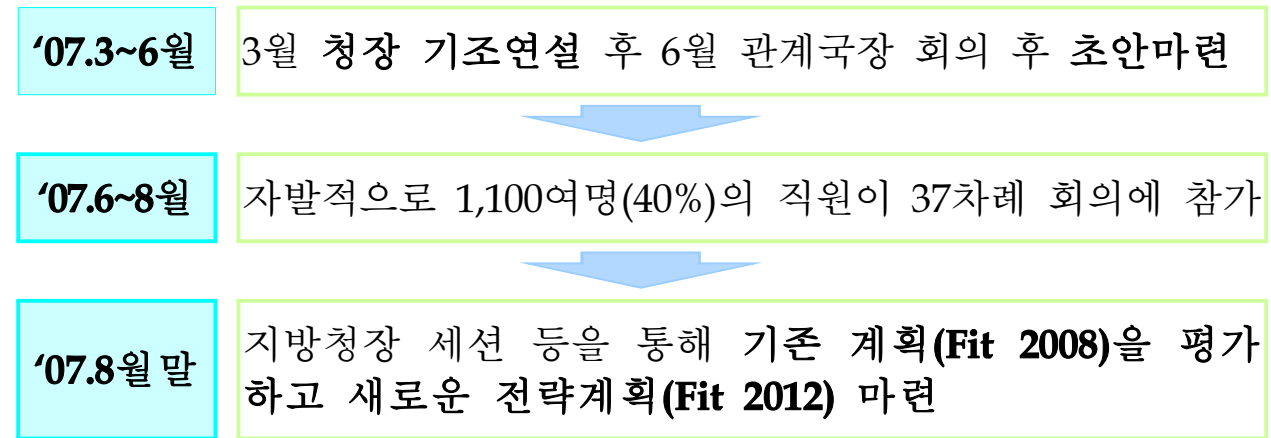 ‘07.3~6월
3월 청장 기조연설 후 6월 관계국장 회의 후 초안마련
‘07.6~8월
자발적으로 1,100여명(40%)의 직원이 37차례 회의에 참가
‘07.8월 말
지방청장 세션 등을 통해 기존 계획(Fit 2008)을 평가
하고 새로운 전략계획(Fit 2012) 마련